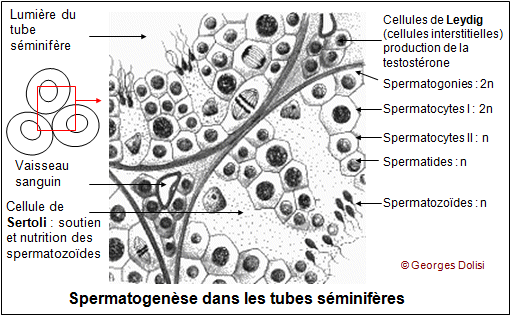 Lumière du
tube
séminifère
Vaisseau
sanguin
Cellule de
Sertoli : soutien
et nutrition des
spermatozoïdes
Cellules de Leydig
(cellules interstitielles)
production de la
testostérone
Spermatogonies : 2n
Spermatocytes I : 2n
Spermatocytes II : n
Spermatides : n
Spermatozoïdes : n
© Georges Dolisi
Spermatogenèse dans les tubes séminifères